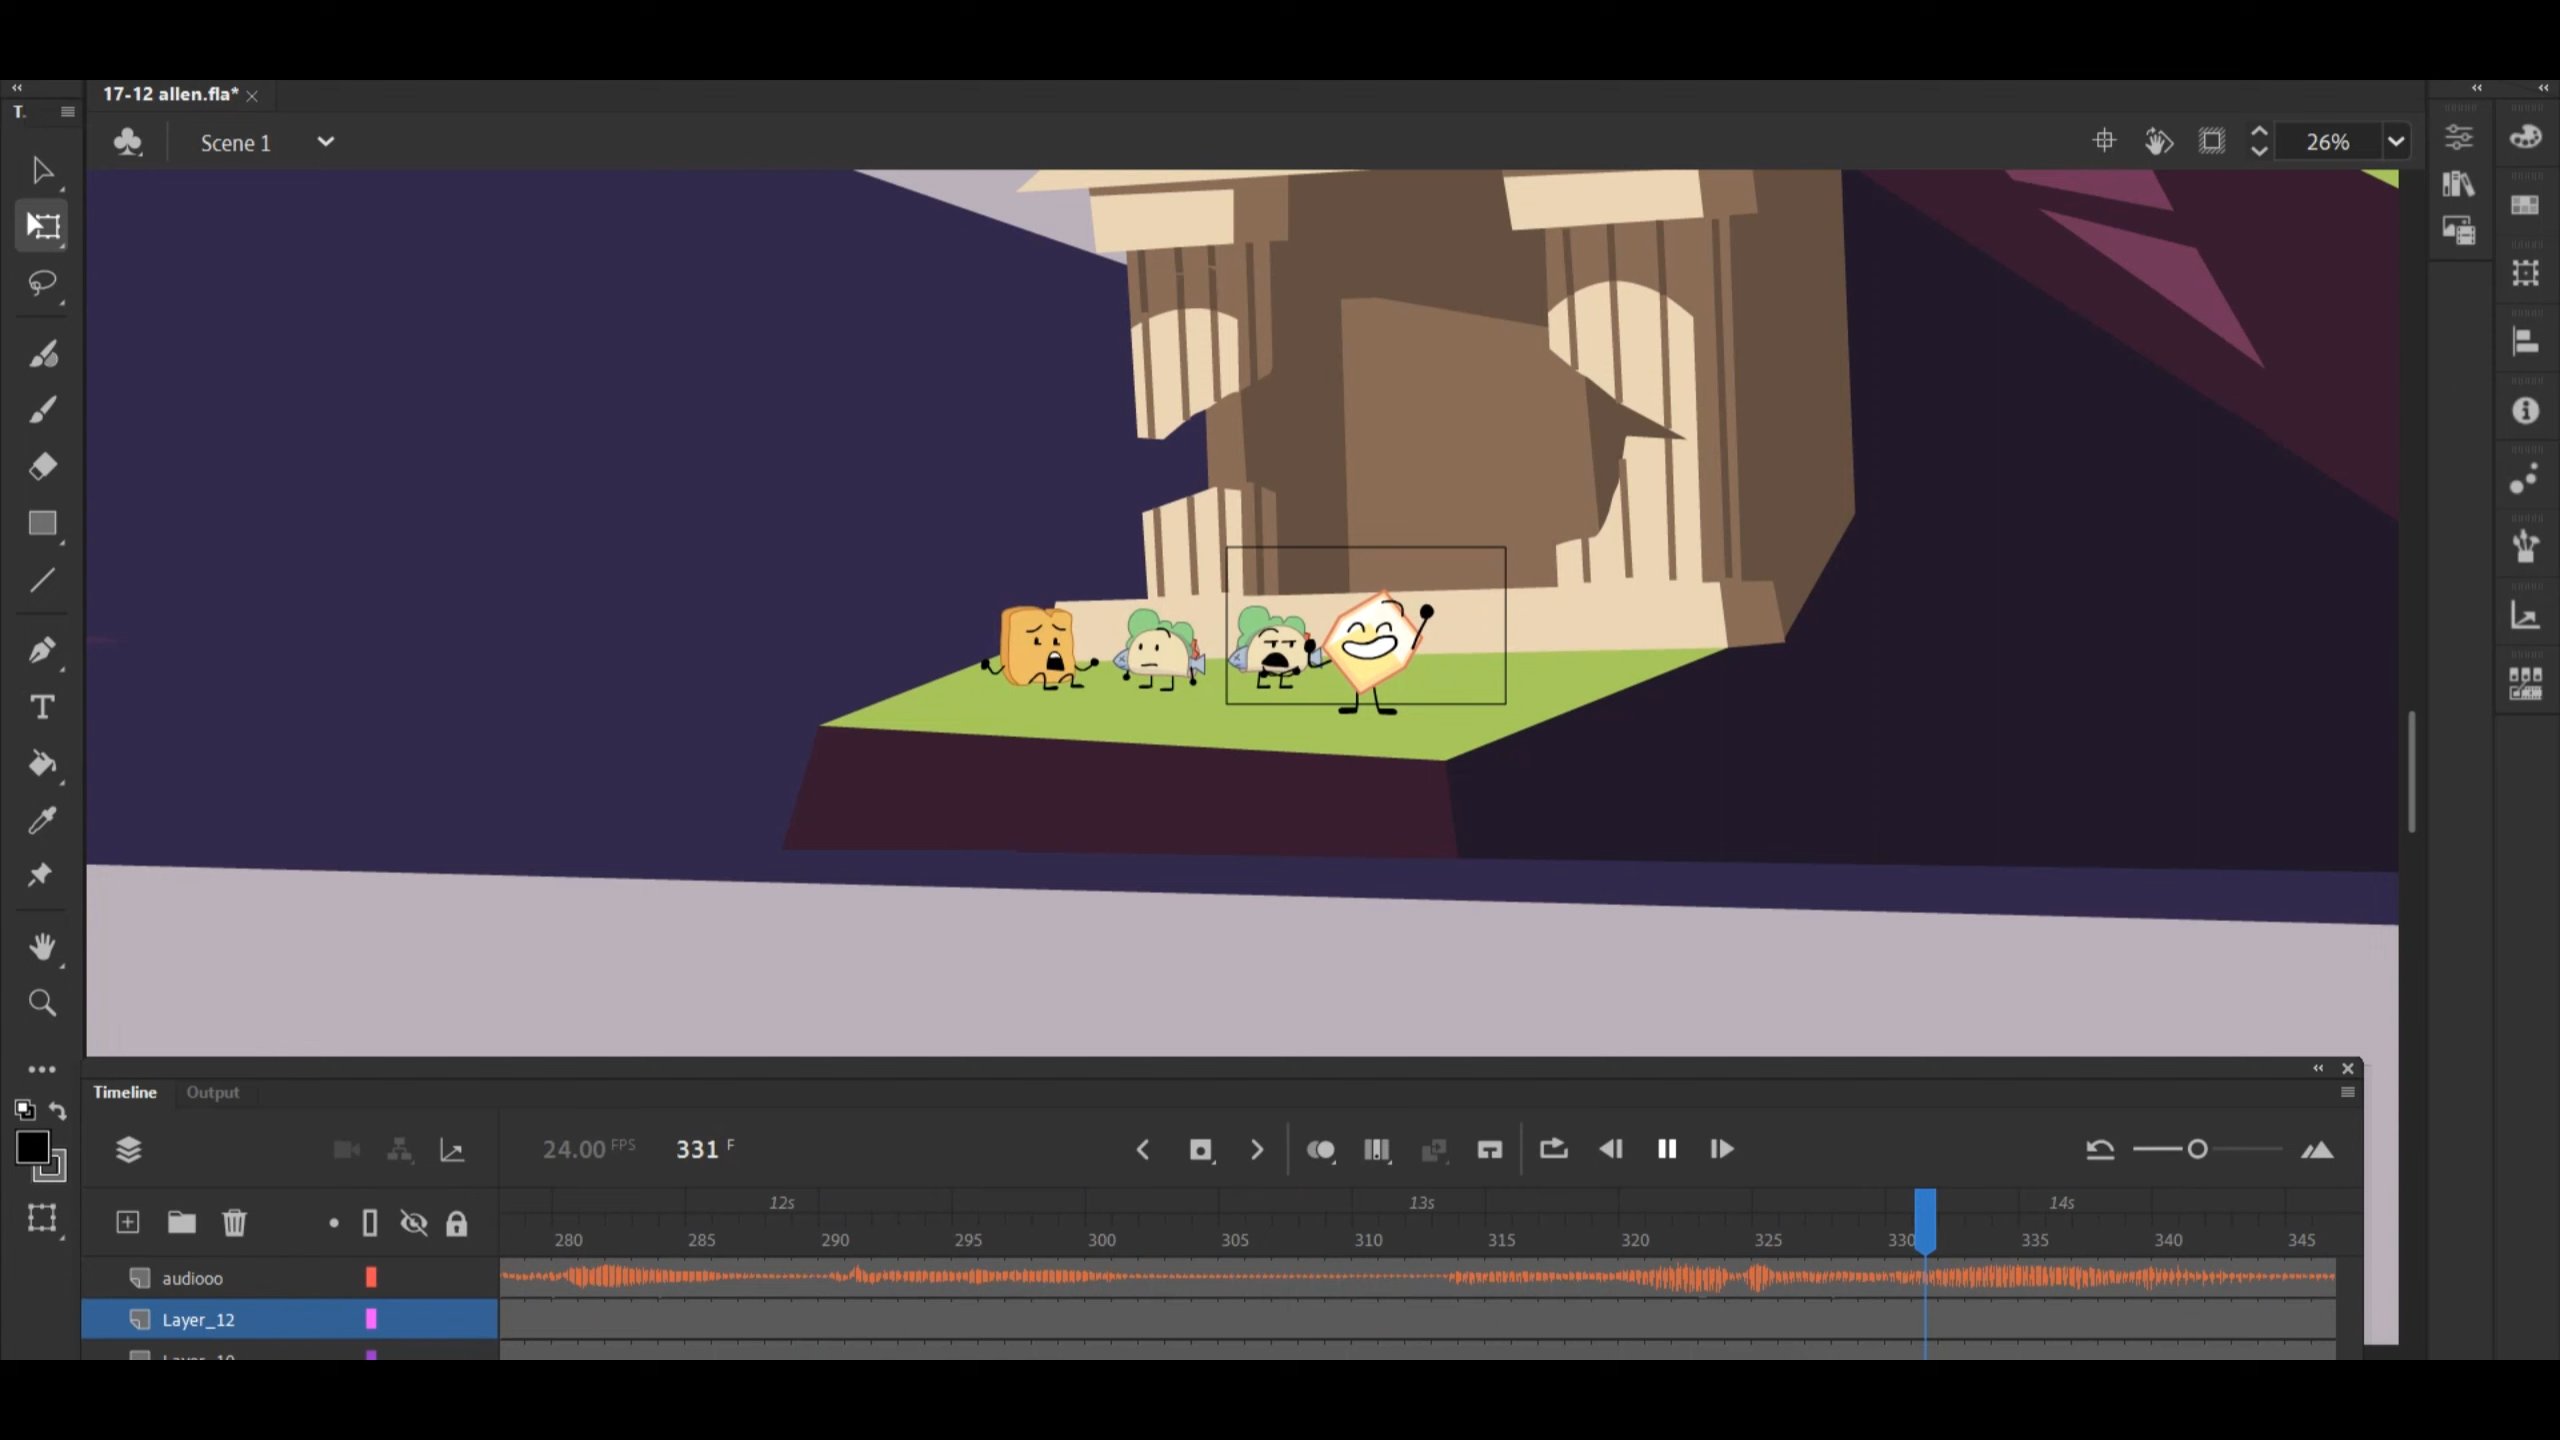 17-12 allen.fla*
T.
Scene 1
26%
T
Timeline
Output
24.00 FPS
331 F
12s
13s
14s
280
285
290
295
300
305
310
315
320
325
330
335
340
345
audiooo
Layer_12